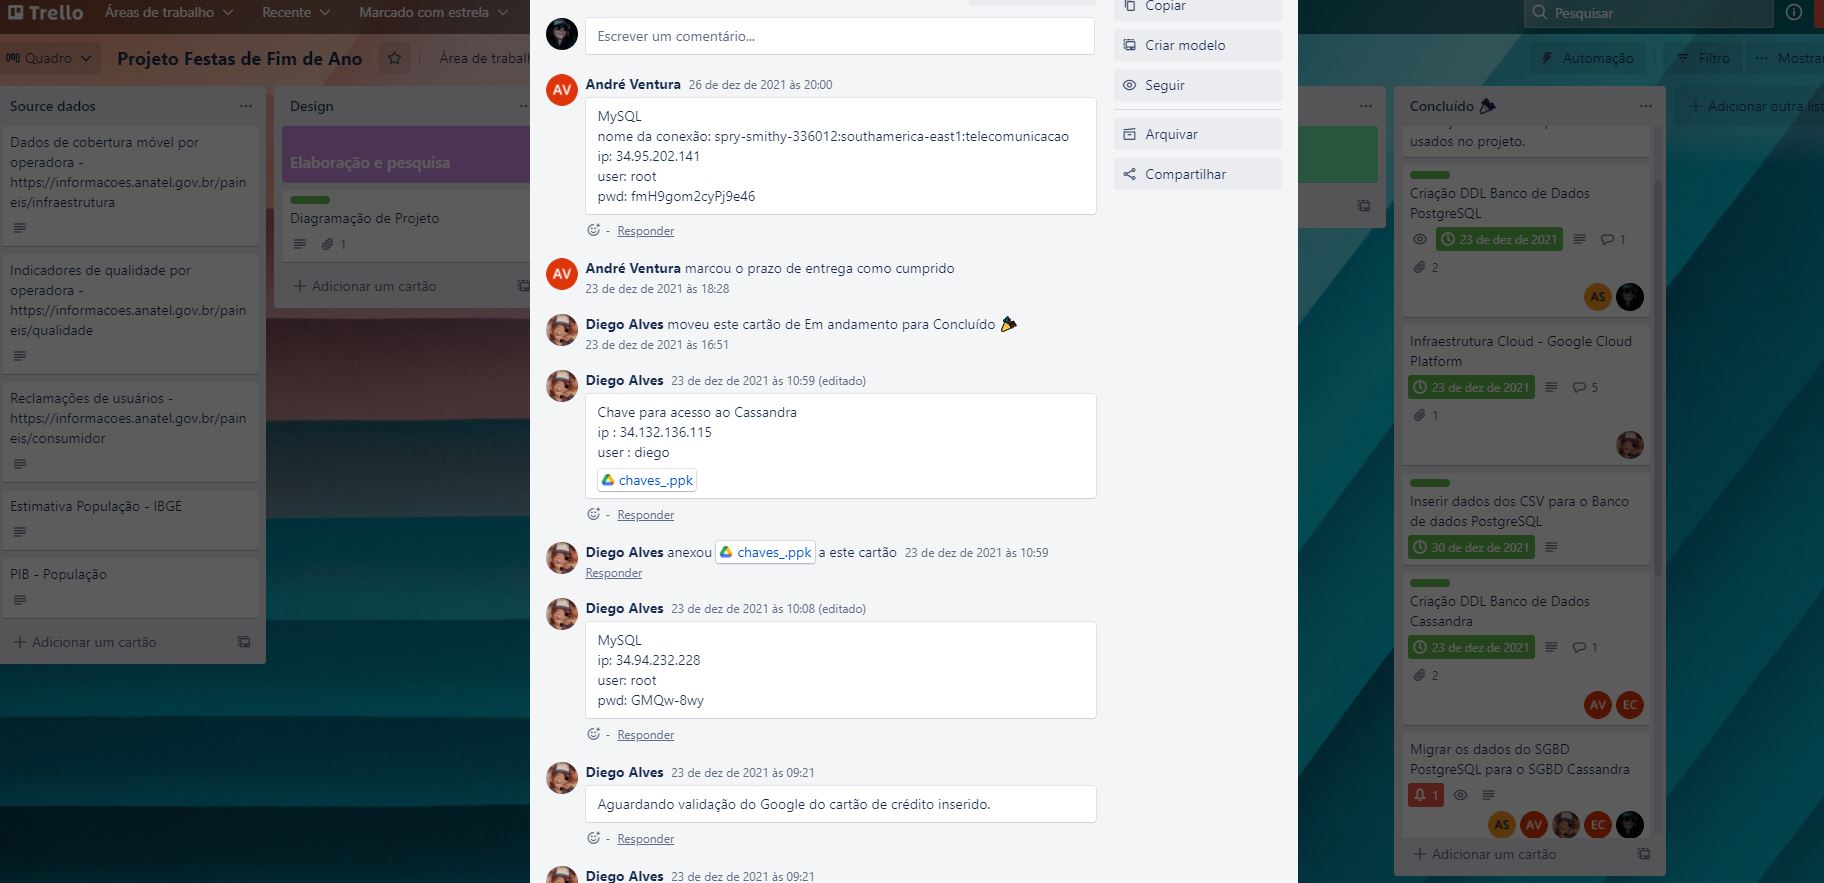 Trello
Áreas de trabalho
Recente
Marcado com estrela
Pesquisar
Quadro
Projeto Festas de Fim de Ano
Automação
Filtro
Source dados
Dados de cobertura móvel por
operadora -
https://informacoes.anatel.gov.br/pain
eis/infraestrutura
Indicadores de qualidade por
operadora -
https://informacoes.anatel.gov.br/pain
eis/qualidade
Reclamações de usuários -
https://informacoes.anatel.gov.br/pain
eis/consumidor
Estimativa População - IBGE
PIB - População
+ Adicionar um cartão
Design
Elaboração e pesquisa
Diagramação de Projeto
1
+ Adicionar um cartão
Escrever um comentário...
AV
André Ventura 26 de dez de 2021 às 20:00
MySQL
nome da conexão: spry-smithy-336012:southamerica-east1:telecomunicacao
ip: 34.95.202.141
user: root
pwd: fmH9gom2cyPj9e46
- Responder
AV
André Ventura marcou o prazo de entrega como cumprido
23 de dez de 2021 às 18:28
Diego Alves moveu este cartão de Em andamento para Concluído
23 de dez de 2021 às 16:51
Diego Alves 23 de dez de 2021 às 10:59 (editado)
Chave para acesso ao Cassandra
ip : 34.132.136.115
user : diego
chaves_.ppk
- Responder
Diego Alves anexou chaves_.ppk a este cartão 23 de dez de 2021 às 10:59
Responder
Diego Alves 23 de dez de 2021 às 10:08 (editado)
MySQL
ip: 34.94.232.228
user: root
pwd: GMQw-8wy
- Responder
Diego Alves 23 de dez de 2021 às 09:21
Aguardando validação do Google do cartão de crédito inserido.
- Responder
Diego Alves 23 de dez de 2021 às 09:21
Copiar
Criar modelo
Seguir
Arquivar
Compartilhar
Concluído
usados no projeto.
Criação DDL Banco de Dados
PostgreSQL
23 de dez de 2021
1
2
AS
Infraestrutura Cloud - Google Cloud
Platform
23 de dez de 2021
5
1
Inserir dados dos CSV para o Banco
de dados PostgreSQL
30 de dez de 2021
Criação DDL Banco de Dados
Cassandra
23 de dez de 2021
1
2
AV EC
Migrar os dados do SGBD
PostgreSQL para o SGBD Cassandra
1
AS AV EC
+ Adicionar um cartão
+ Adicionar outra